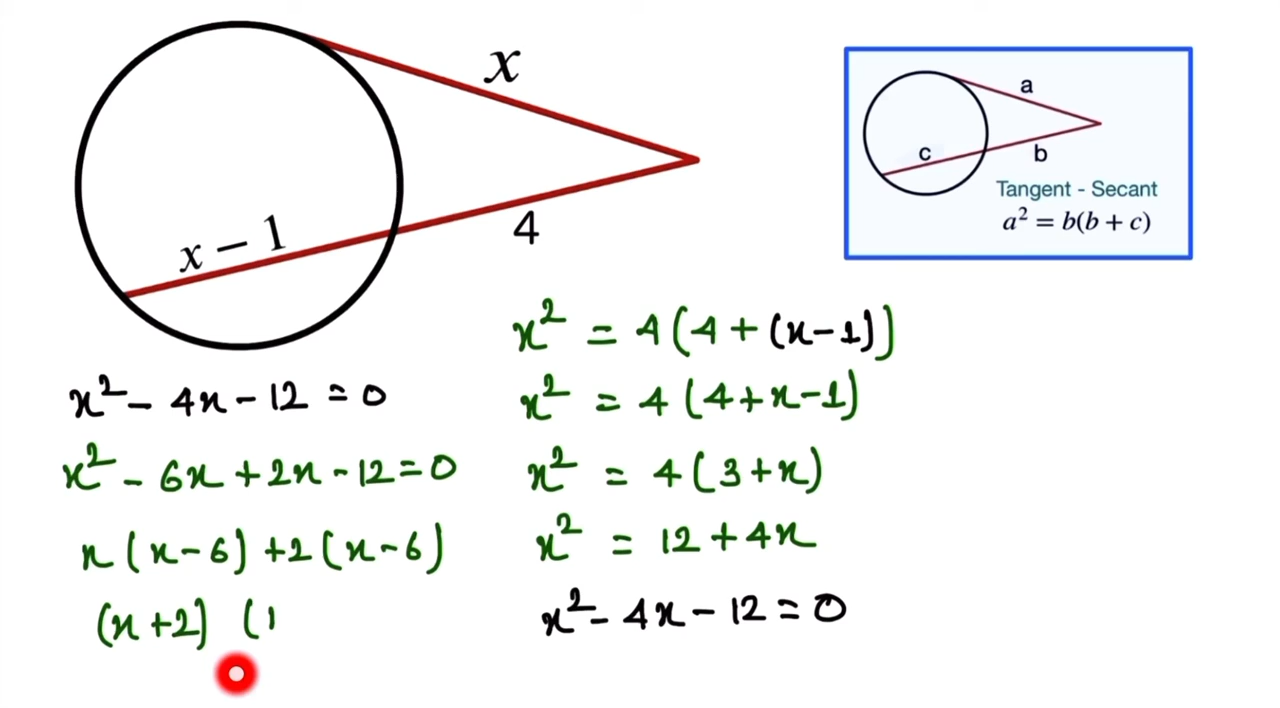 x
x − 1
4
a
c
b
Tangent - Secant
a² = b(b + c)
x² = 4(4 + (x−1))
x² = 4(4+x−1)
x² = 4(3+x)
x² = 12 + 4x
x² − 4x − 12 = 0
x² − 4x − 12 = 0
x² − 6x + 2x − 12 = 0
x(x−6) + 2(x−6)
(x+2) (